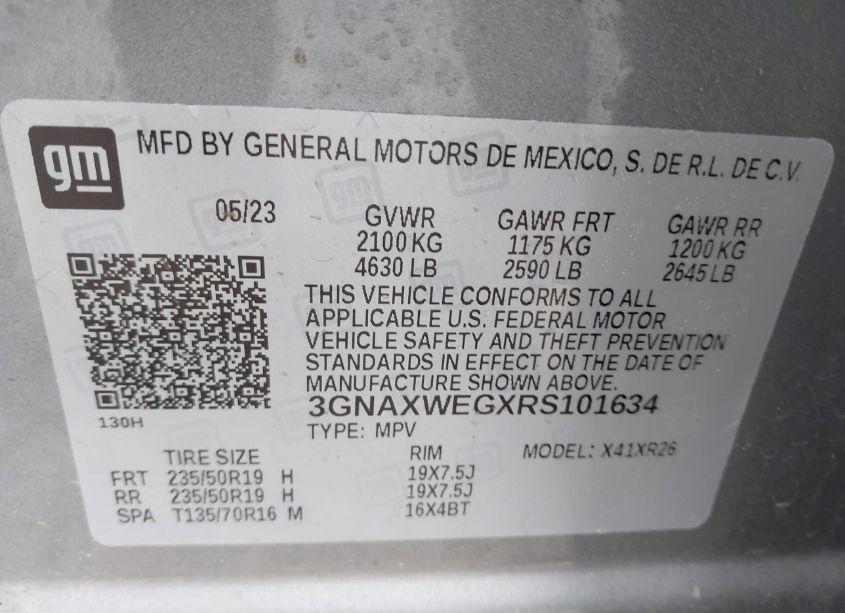 gm
MFD BY GENERAL MOTORS DE MEXICO, S. DE R.L. DE C.V.
05/23 GVWR GAWR FRT GAWR RR
2100 KG 1175 KG 1200 KG
4630 LB 2590 LB 2645 LB
THIS VEHICLE CONFORMS TO ALL
APPLICABLE U.S. FEDERAL MOTOR
VEHICLE SAFETY AND THEFT PREVENTION
STANDARDS IN EFFECT ON THE DATE OF
MANUFACTURE SHOWN ABOVE.
3GNAXWEGXRS101634
130H
TYPE: MPV
TIRE SIZE RIM MODEL: X41XR26
FRT 235/50R19 H 19X7.5J
RR 235/50R19 H 19X7.5J
SPA T135/70R16 M 16X4BT